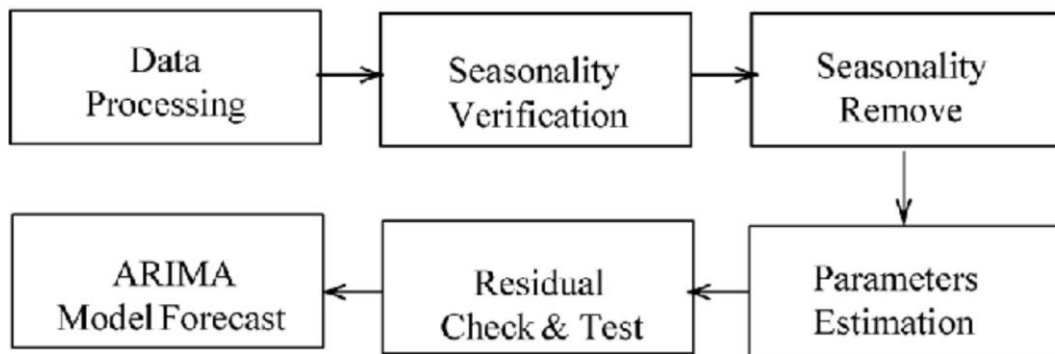 Data
Processing
Seasonality
Verification
Seasonality
Remove
Parameters
Estimation
Residual
Check & Test
ARIMA
Model Forecast